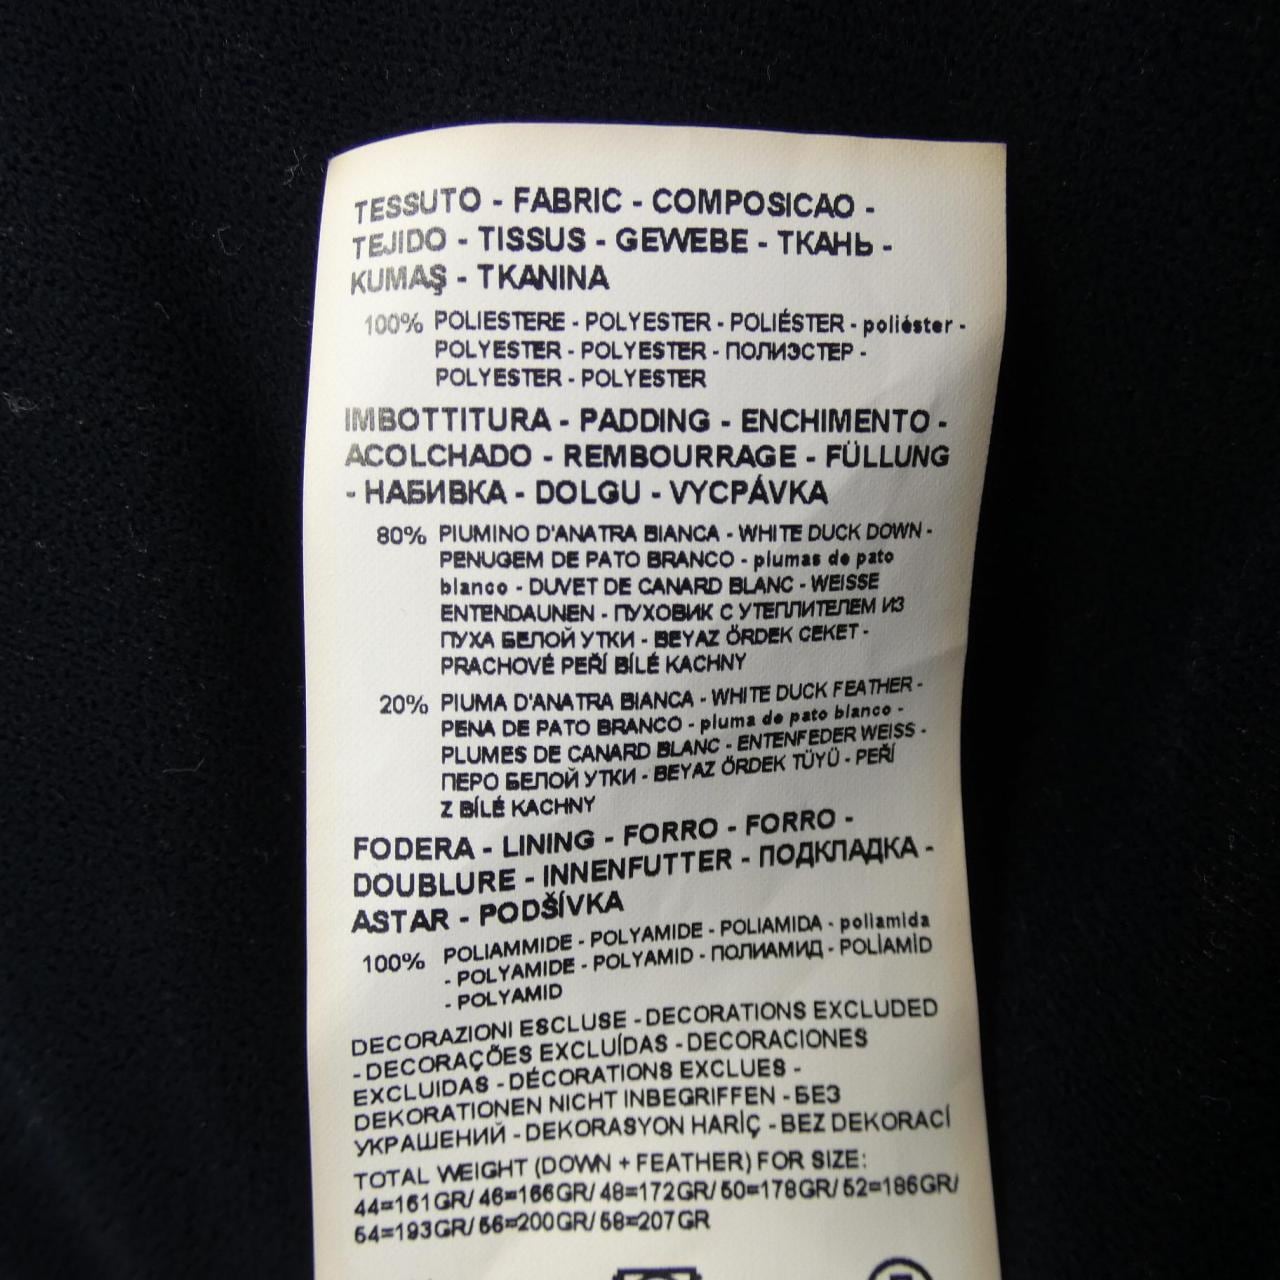 TESSUTO - FABRIC - COMPOSICAO -
TEJIDO - TISSUS - GEWEBE - ТКАНЬ -
KUMAŞ - TKANINA
100% POLIESTERE - POLYESTER - POLIÉSTER - poliéster -
POLYESTER - POLYESTER - ПОЛИЭСТЕР -
POLYESTER - POLYESTER
IMBOTTITURA - PADDING - ENCHIMENTO -
ACOLCHADO - REMBOURRAGE - FÜLLUNG
- НАБИВКА - DOLGU - VYCPÁVKA
80% PIUMINO D'ANATRA BIANCA - WHITE DUCK DOWN -
PENUGEM DE PATO BRANCO - plumas de pato
blanco - DUVET DE CANARD BLANC - WEISSE
ENTENDAUNEN - ПУХОВИК С УТЕПЛИТЕЛЕМ ИЗ
ПУХА БЕЛОЙ УТКИ - BEYAZ ÖRDEK CEKET -
PRACHOVÉ PEŘÍ BÍLÉ KACHNY
20% PIUMA D'ANATRA BIANCA - WHITE DUCK FEATHER -
PENA DE PATO BRANCO - pluma de pato blanco -
PLUMES DE CANARD BLANC - ENTENFEDER WEISS -
ПЕРО БЕЛОЙ УТКИ - BEYAZ ÖRDEK TÜYÜ - PEŘÍ
Z BÍLÉ KACHNY
FODERA - LINING - FORRO - FORRO -
DOUBLURE - INNENFUTTER - ПОДКЛАДКА -
ASTAR - PODŠÍVKA
100% POLIAMMIDE - POLYAMIDE - POLIAMIDA - poliamida
- POLYAMIDE - POLYAMID - ПОЛИАМИД - POLİAMİD
- POLYAMID
DECORAZIONI ESCLUSE - DECORATIONS EXCLUDED
- DECORAÇÕES EXCLUÍDAS - DECORACIONES
EXCLUIDAS - DÉCORATIONS EXCLUES -
DEKORATIONEN NICHT INBEGRIFFEN - БЕЗ
УКРАШЕНИЙ - DEKORASYON HARİÇ - BEZ DEKORACÍ
TOTAL WEIGHT (DOWN + FEATHER) FOR SIZE:
44=161GR/ 46=166GR/ 48=172GR/ 50=178GR/ 52=186GR/
54=193GR/ 56=200GR/ 58=207GR